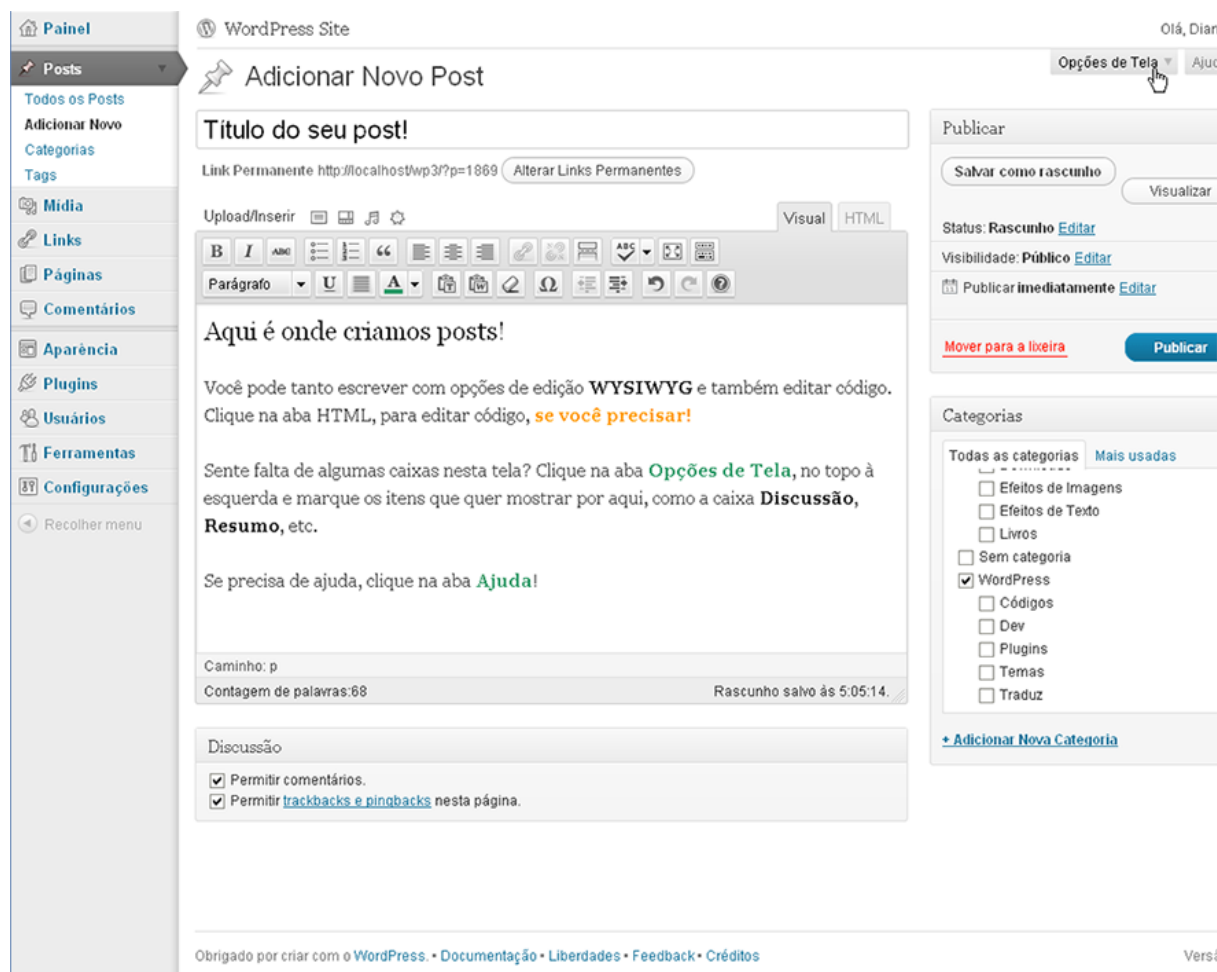 Painel
Posts
Todos os Posts
Adicionar Novo
Categorias
Tags
Mídia
Links
Páginas
Comentários
Aparência
Plugins
Usuários
Ferramentas
Configurações
Recolher menu
WordPress Site
Olá, Dian
Opções de Tela
Ajud
Adicionar Novo Post
Título do seu post!
Link Permanente http://localhost/wp3/?p=1869 Alterar Links Permanentes
Upload/Inserir
Visual HTML
B I ABC ABC
Parágrafo U A T W Ω
Aqui é onde criamos posts!
Você pode tanto escrever com opções de edição WYSIWYG e também editar código.
Clique na aba HTML, para editar código, se você precisar!
Sente falta de algumas caixas nesta tela? Clique na aba Opções de Tela, no topo à
esquerda e marque os itens que quer mostrar por aqui, como a caixa Discussão,
Resumo, etc.
Se precisa de ajuda, clique na aba Ajuda!
Caminho: p
Contagem de palavras:68
Rascunho salvo às 5:05:14.
Discussão
Permitir comentários.
Permitir trackbacks e pingbacks nesta página.
Publicar
Salvar como rascunho
Visualizar
Status: Rascunho Editar
Visibilidade: Público Editar
Publicar imediatamente Editar
Mover para a lixeira
Publicar
Categorias
Todas as categorias Mais usadas
Efeitos de Imagens
Efeitos de Texto
Livros
Sem categoria
WordPress
Códigos
Dev
Plugins
Temas
Traduz
+ Adicionar Nova Categoria
Obrigado por criar com o WordPress. • Documentação • Liberdades • Feedback • Créditos
Versã